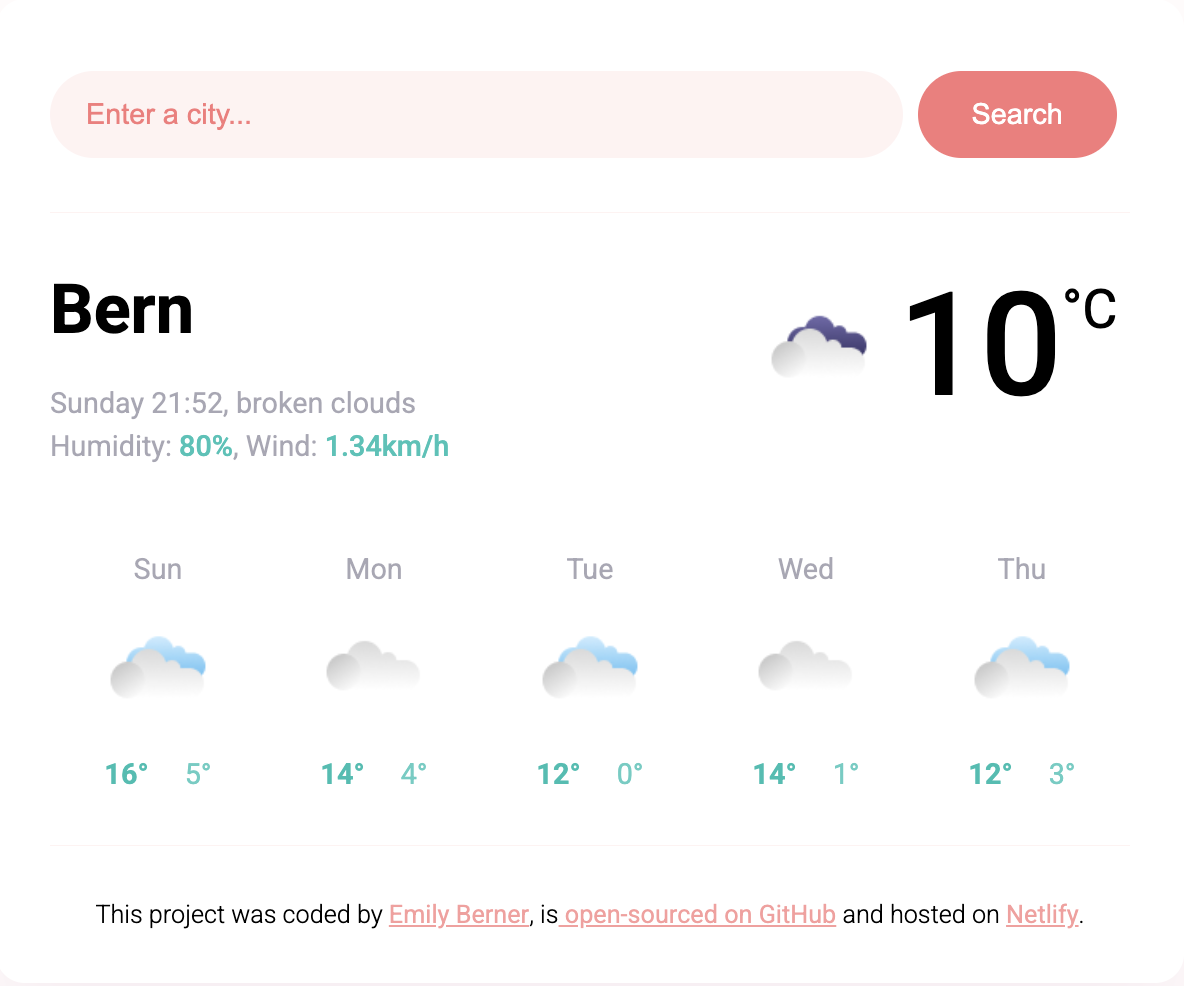 Enter a city...
Search
Bern
10°C
Sunday 21:52, broken clouds
Humidity: 80%, Wind: 1.34km/h
Sun Mon Tue Wed Thu
16° 5° 14° 4° 12° 0° 14° 1° 12° 3°
This project was coded by Emily Berner, is open-sourced on GitHub and hosted on Netlify.